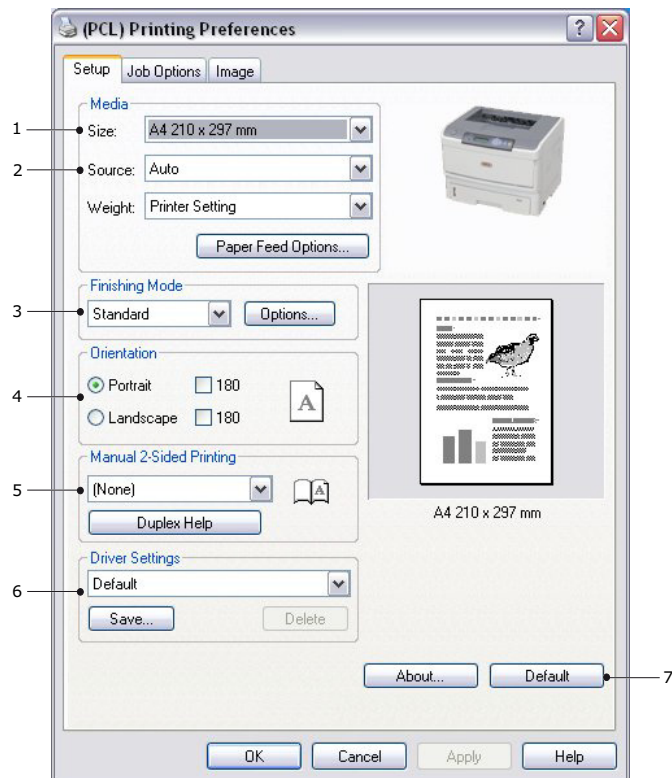 (PCL) Printing Preferences
Setup Job Options Image
Media
1 Size: A4 210 x 297 mm
2 Source: Auto
Weight: Printer Setting
Paper Feed Options...
Finishing Mode
3 Standard Options...
Orientation
4 Portrait 180
A
Landscape 180
Manual 2-Sided Printing
5 (None) A
Duplex Help
A4 210 x 297 mm
Driver Settings
6 Default
Save... Delete
About... Default 7
OK Cancel Apply Help